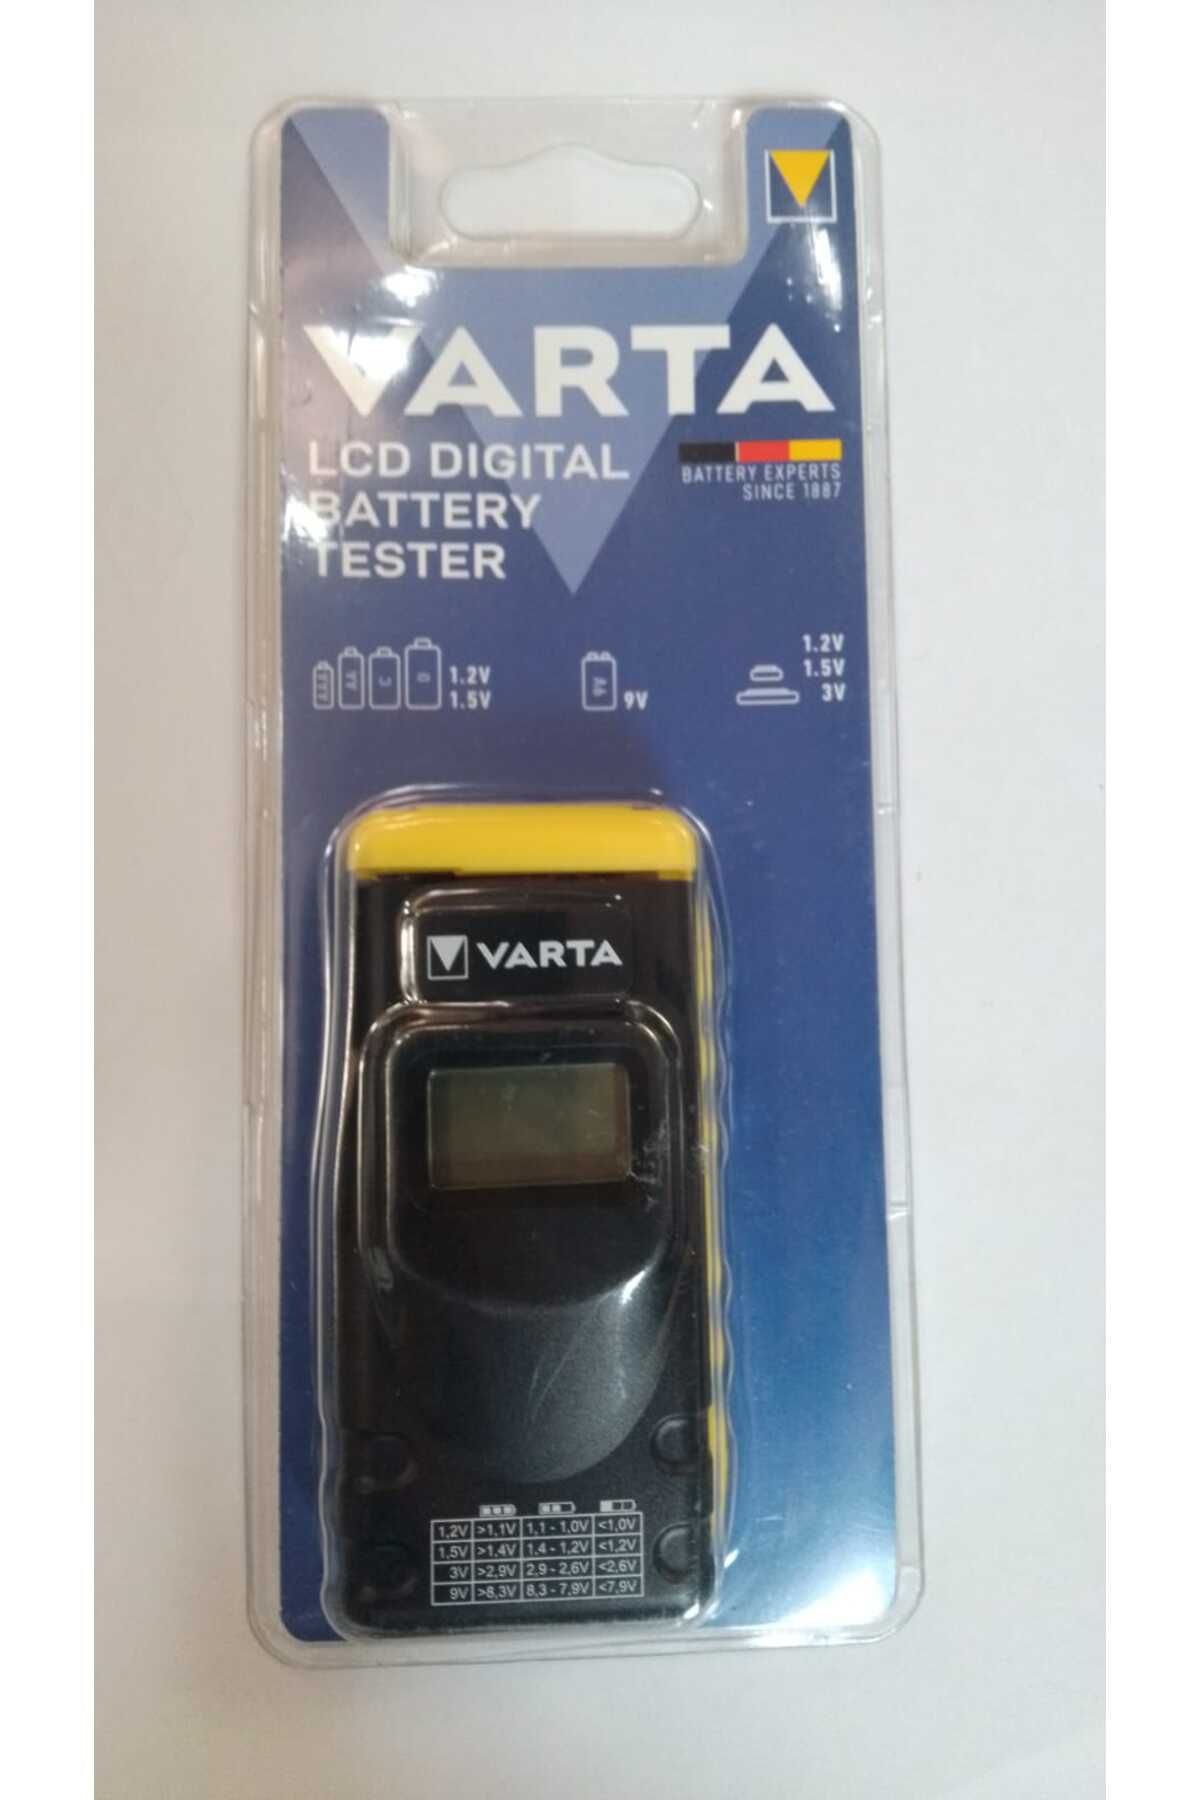 VARTA
LCD DIGITAL
BATTERY
TESTER
BATTERY EXPERTS
SINCE 1887
AAA AA C D
1.2V
1.5V
9V 9V
1.2V
1.5V
3V
VARTA
1,2V >1,1V 1,1 - 1,0V <1,0V
1,5V >1.4V 1.4 - 1,2V <1,2V
3V >2,9V 2,9 - 2,6V <2,6V
9V >8,3V 8,3 - 7,9V <7,9V